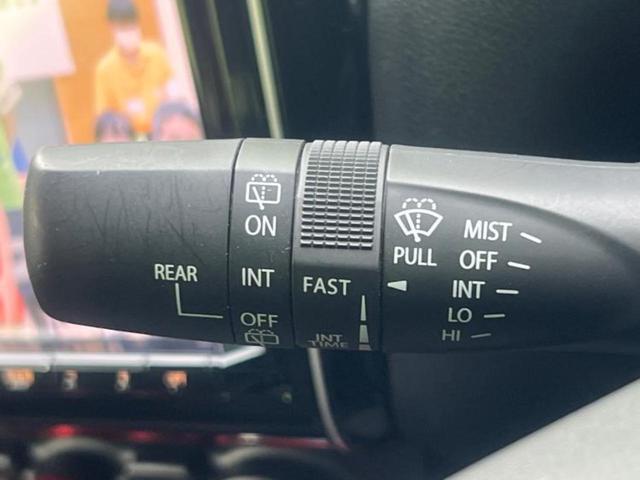 REAR
ON
INT
OFF
FAST
INT
TIME
PULL
MIST
OFF
INT
LO
HI